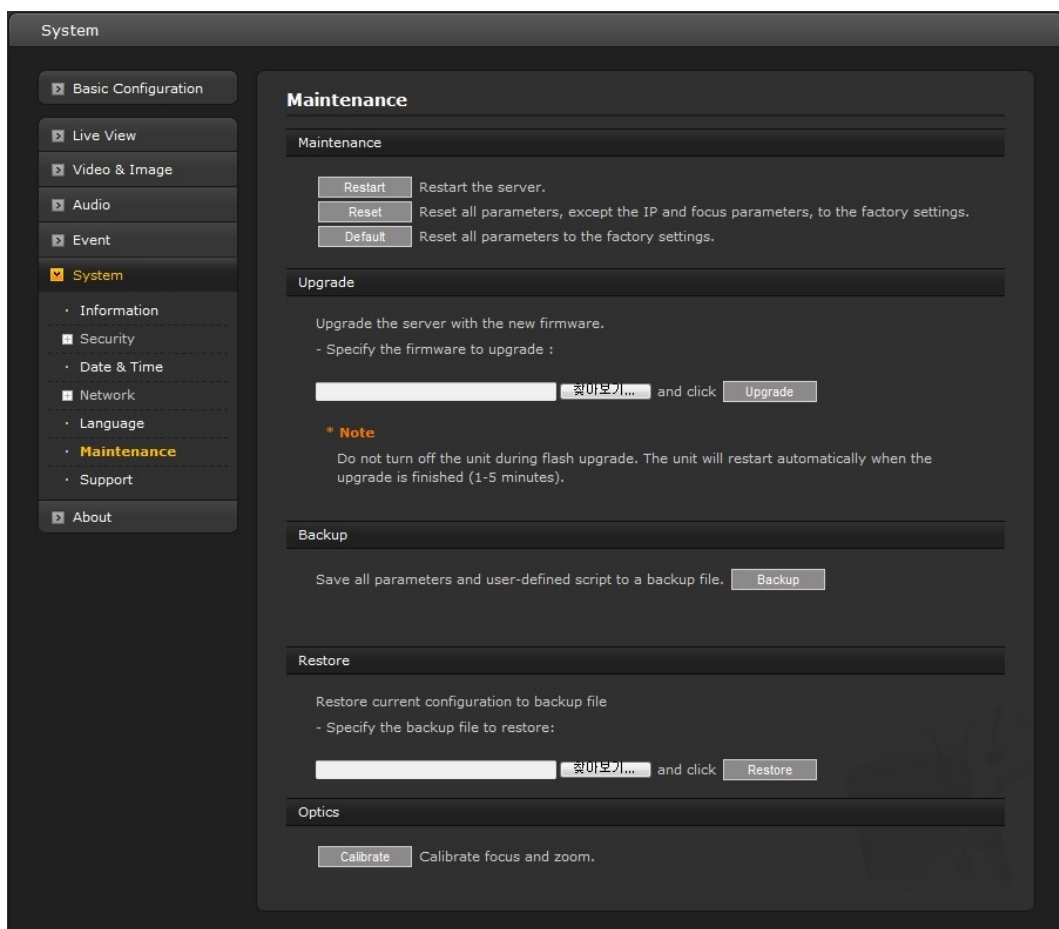 System
Basic Configuration
Live View
Video & Image
Audio
Event
System
Information
Security
Date & Time
Network
Language
Maintenance
Support
About
Maintenance
Maintenance
Restart Restart the server.
Reset Reset all parameters, except the IP and focus parameters, to the factory settings.
Default Reset all parameters to the factory settings.
Upgrade
Upgrade the server with the new firmware.
- Specify the firmware to upgrade :
찾아보기... and click Upgrade
* Note
Do not turn off the unit during flash upgrade. The unit will restart automatically when the
upgrade is finished (1-5 minutes).
Backup
Save all parameters and user-defined script to a backup file. Backup
Restore
Restore current configuration to backup file
- Specify the backup file to restore:
찾아보기... and click Restore
Optics
Calibrate Calibrate focus and zoom.